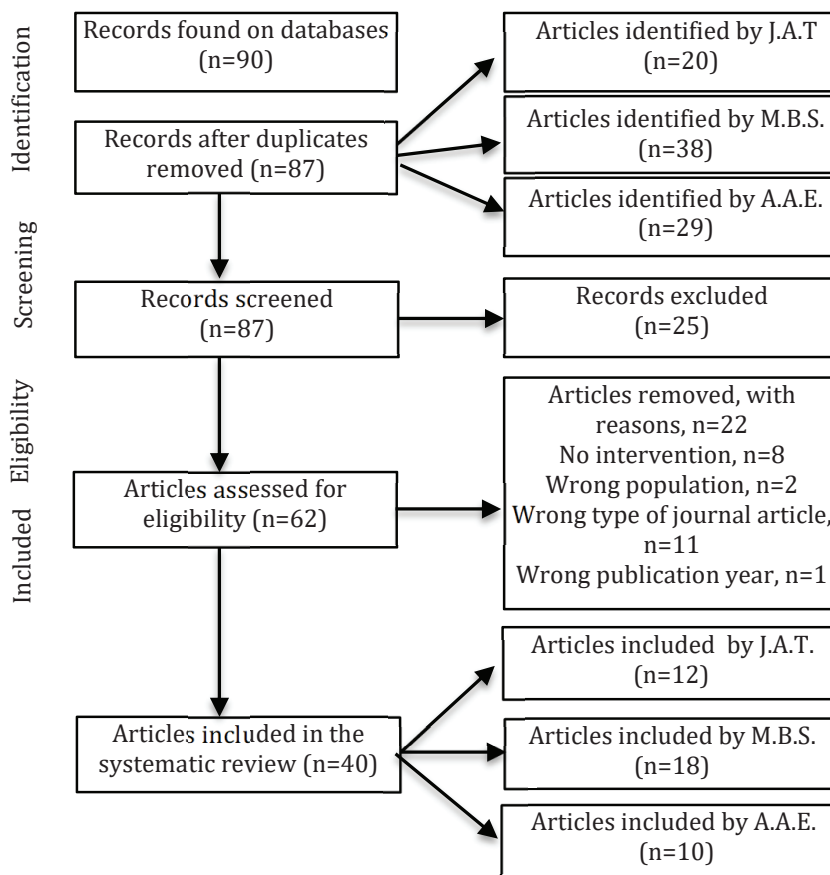 Identification
Records found on databases
(n=90)
Articles identified by J.A.T
(n=20)
Records after duplicates
removed (n=87)
Articles identified by M.B.S.
(n=38)
Articles identified by A.A.E.
(n=29)
Screening
Records screened
(n=87)
Records excluded
(n=25)
Eligibility
Articles assessed for
eligibility (n=62)
Articles removed, with
reasons, n=22
No intervention, n=8
Wrong population, n=2
Wrong type of journal article,
n=11
Wrong publication year, n=1
Included
Articles included in the
systematic review (n=40)
Articles included by J.A.T.
(n=12)
Articles included by M.B.S.
(n=18)
Articles included by A.A.E.
(n=10)